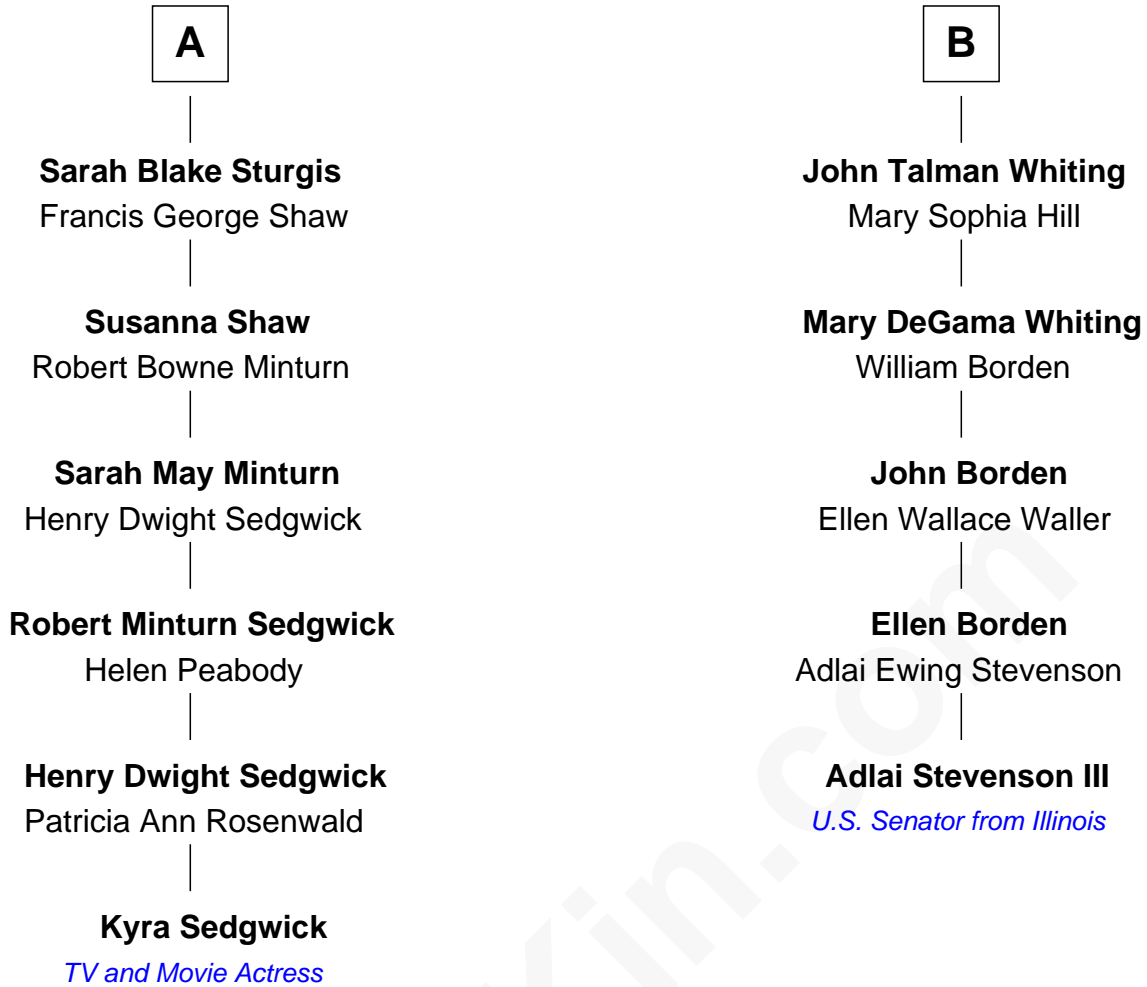 A
Sarah Blake Sturgis
Francis George Shaw
Susanna Shaw
Robert Bowne Minturn
Sarah May Minturn
Henry Dwight Sedgwick
Robert Minturn Sedgwick
Helen Peabody
Henry Dwight Sedgwick
Patricia Ann Rosenwald
Kyra Sedgwick
TV and Movie Actress
B
John Talman Whiting
Mary Sophia Hill
Mary DeGama Whiting
William Borden
John Borden
Ellen Wallace Waller
Ellen Borden
Adlai Ewing Stevenson
Adlai Stevenson III
U.S. Senator from Illinois
Kin.com